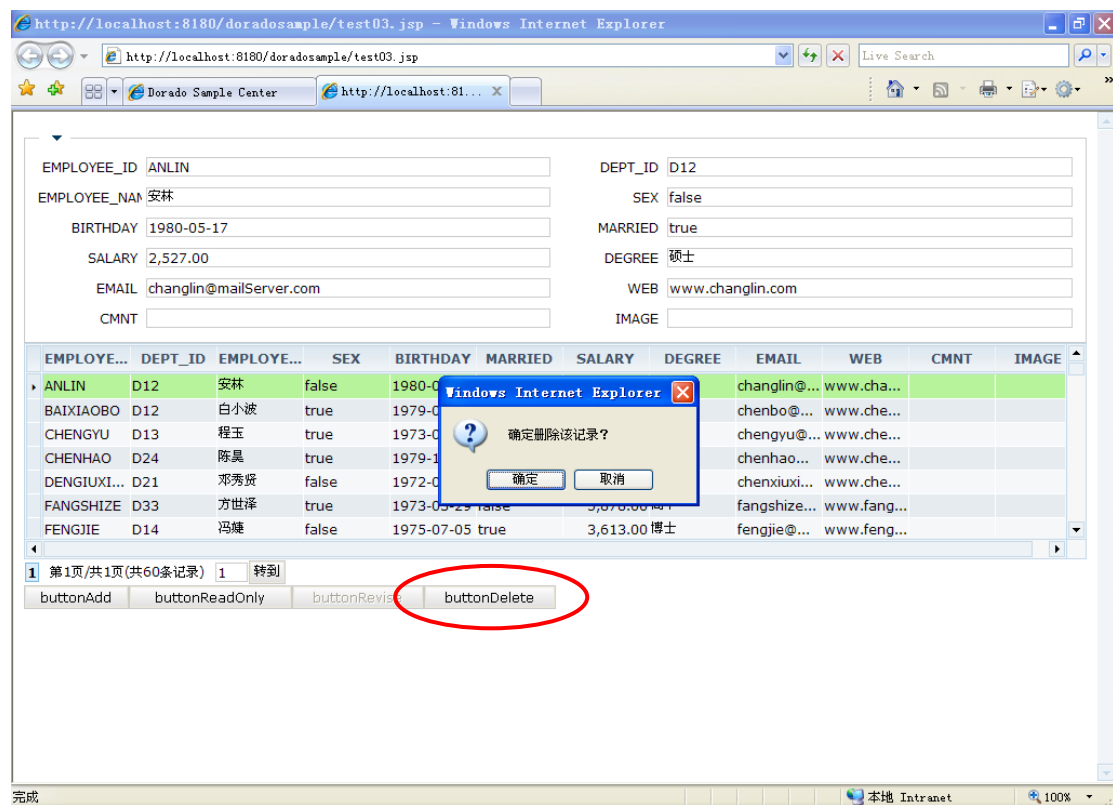 http://localhost:8180/doradosample/test03.jsp - Windows Internet Explorer
http://localhost:8180/doradosample/test03.jsp
Live Search
Dorado Sample Center
http://localhost:81...
EMPLOYEE_ID ANLIN DEPT_ID D12
EMPLOYEE_NAM 安林 SEX false
BIRTHDAY 1980-05-17 MARRIED true
SALARY 2,527.00 DEGREE 硕士
EMAIL changlin@mailServer.com WEB www.changlin.com
CMNT IMAGE
EMPLOYE... DEPT_ID EMPLOYE... SEX BIRTHDAY MARRIED SALARY DEGREE EMAIL WEB CMNT IMAGE
ANLIN D12 安林 false 1980-0 changlin@... www.cha...
Windows Internet Explorer
BAIXIAOBO D12 白小波 true 1979-0 chenbo@... www.che...
CHENGYU D13 程玉 true 1973-0 chengyu@... www.che...
确定删除该记录?
CHENHAO D24 陈昊 true 1979-1 chenhao... www.che...
DENGIUXI... D21 邓秀贤 false 1972-0 chenxiuxi... www.che...
确定 取消
FANGSHIZE D33 方世泽 true 1973-05-29 false fangshize... www.fang...
FENGJIE D14 冯婕 false 1975-07-05 true 3,613.00 博士 fengjie@... www.feng...
1 第1页/共1页(共60条记录) 1 转到
buttonAdd buttonReadOnly buttonRevise buttonDelete
完成 本地 Intranet 100%